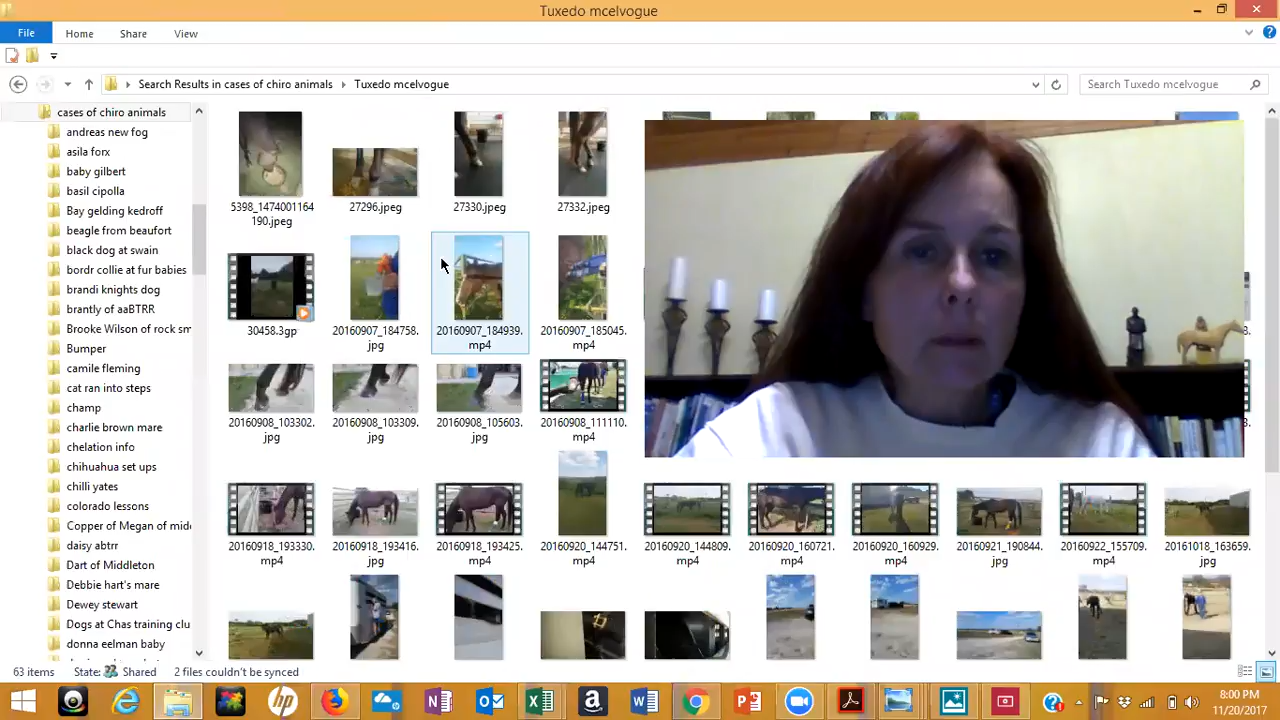 Tuxedo mcelvogue
File Home Share View
Search Results in cases of chiro animals Tuxedo mcelvogue
Search Tuxedo mcelvogue
cases of chiro animals
andreas new fog
asila forx
baby gilbert
basil cipolla
Bay gelding kedroff
beagle from beaufort
black dog at swain
bordr collie at fur babies
brandi knights dog
brantly of aaBTRR
Brooke Wilson of rock sm
Bumper
camile fleming
cat ran into steps
champ
charlie brown mare
chelation info
chihuahua set ups
chilli yates
colorado lessons
Copper of Megan of mide
daisy abtrr
Dart of Middleton
Debbie hart's mare
Dewey stewart
Dogs at Chas training clu
donna eelman baby
5398_1474001164
190.jpeg
27296.jpeg
27330.jpeg
27332.jpeg
30458.3gp
20160907_184758.
jpg
20160907_184939.
mp4
20160907_185045.
mp4
20160908_103302
.jpg
20160908_103309.
jpg
20160908_105603.
jpg
20160908_111110.
mp4
20160918_193330.
mp4
20160918_193416.
jpg
20160918_193425.
mp4
20160920_144751.
mp4
20160920_144809.
mp4
20160920_160721.
mp4
20160920_160929.
mp4
20160921_190844.
jpg
20160922_155709.
mp4
20161018_163659.
jpg
63 items State: Shared 2 files couldn't be synced
8:00 PM
11/20/2017